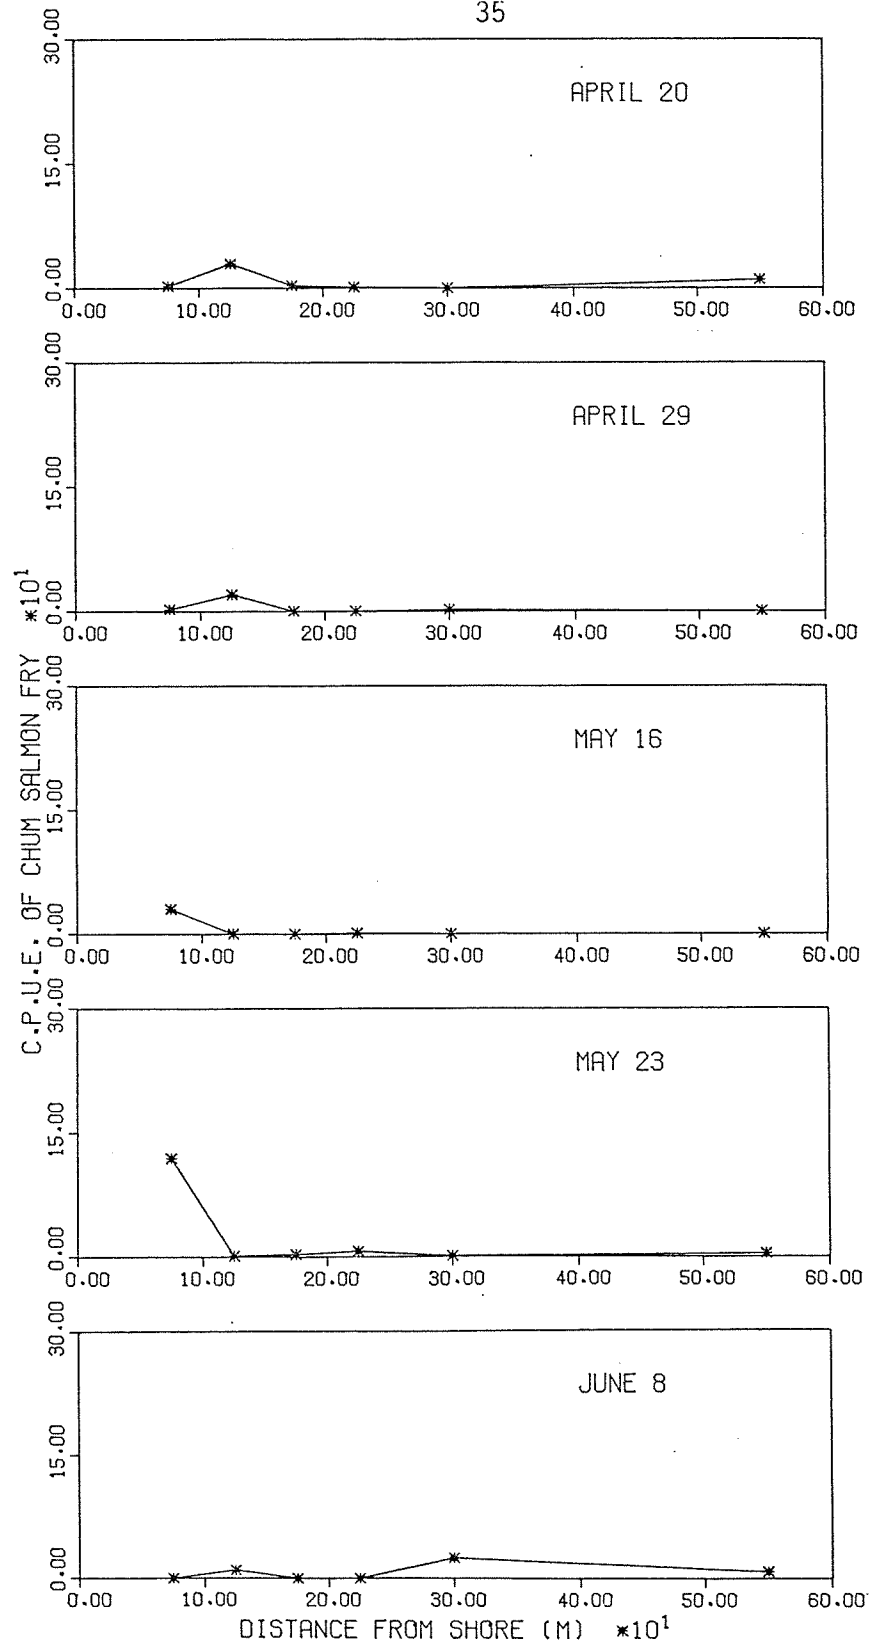 35
30.00
15.00
0.00
APRIL 20
0.00 10.00 20.00 30.00 40.00 50.00 60.00
30.00
15.00
0.00
APRIL 29
0.00 10.00 20.00 30.00 40.00 50.00 60.00
C.P.U.E. OF CHUM SALMON FRY *10¹
30.00
15.00
0.00
MAY 16
0.00 10.00 20.00 30.00 40.00 50.00 60.00
30.00
15.00
0.00
MAY 23
0.00 10.00 20.00 30.00 40.00 50.00 60.00
30.00
15.00
0.00
JUNE 8
0.00 10.00 20.00 30.00 40.00 50.00 60.00
DISTANCE FROM SHORE (M) *10¹